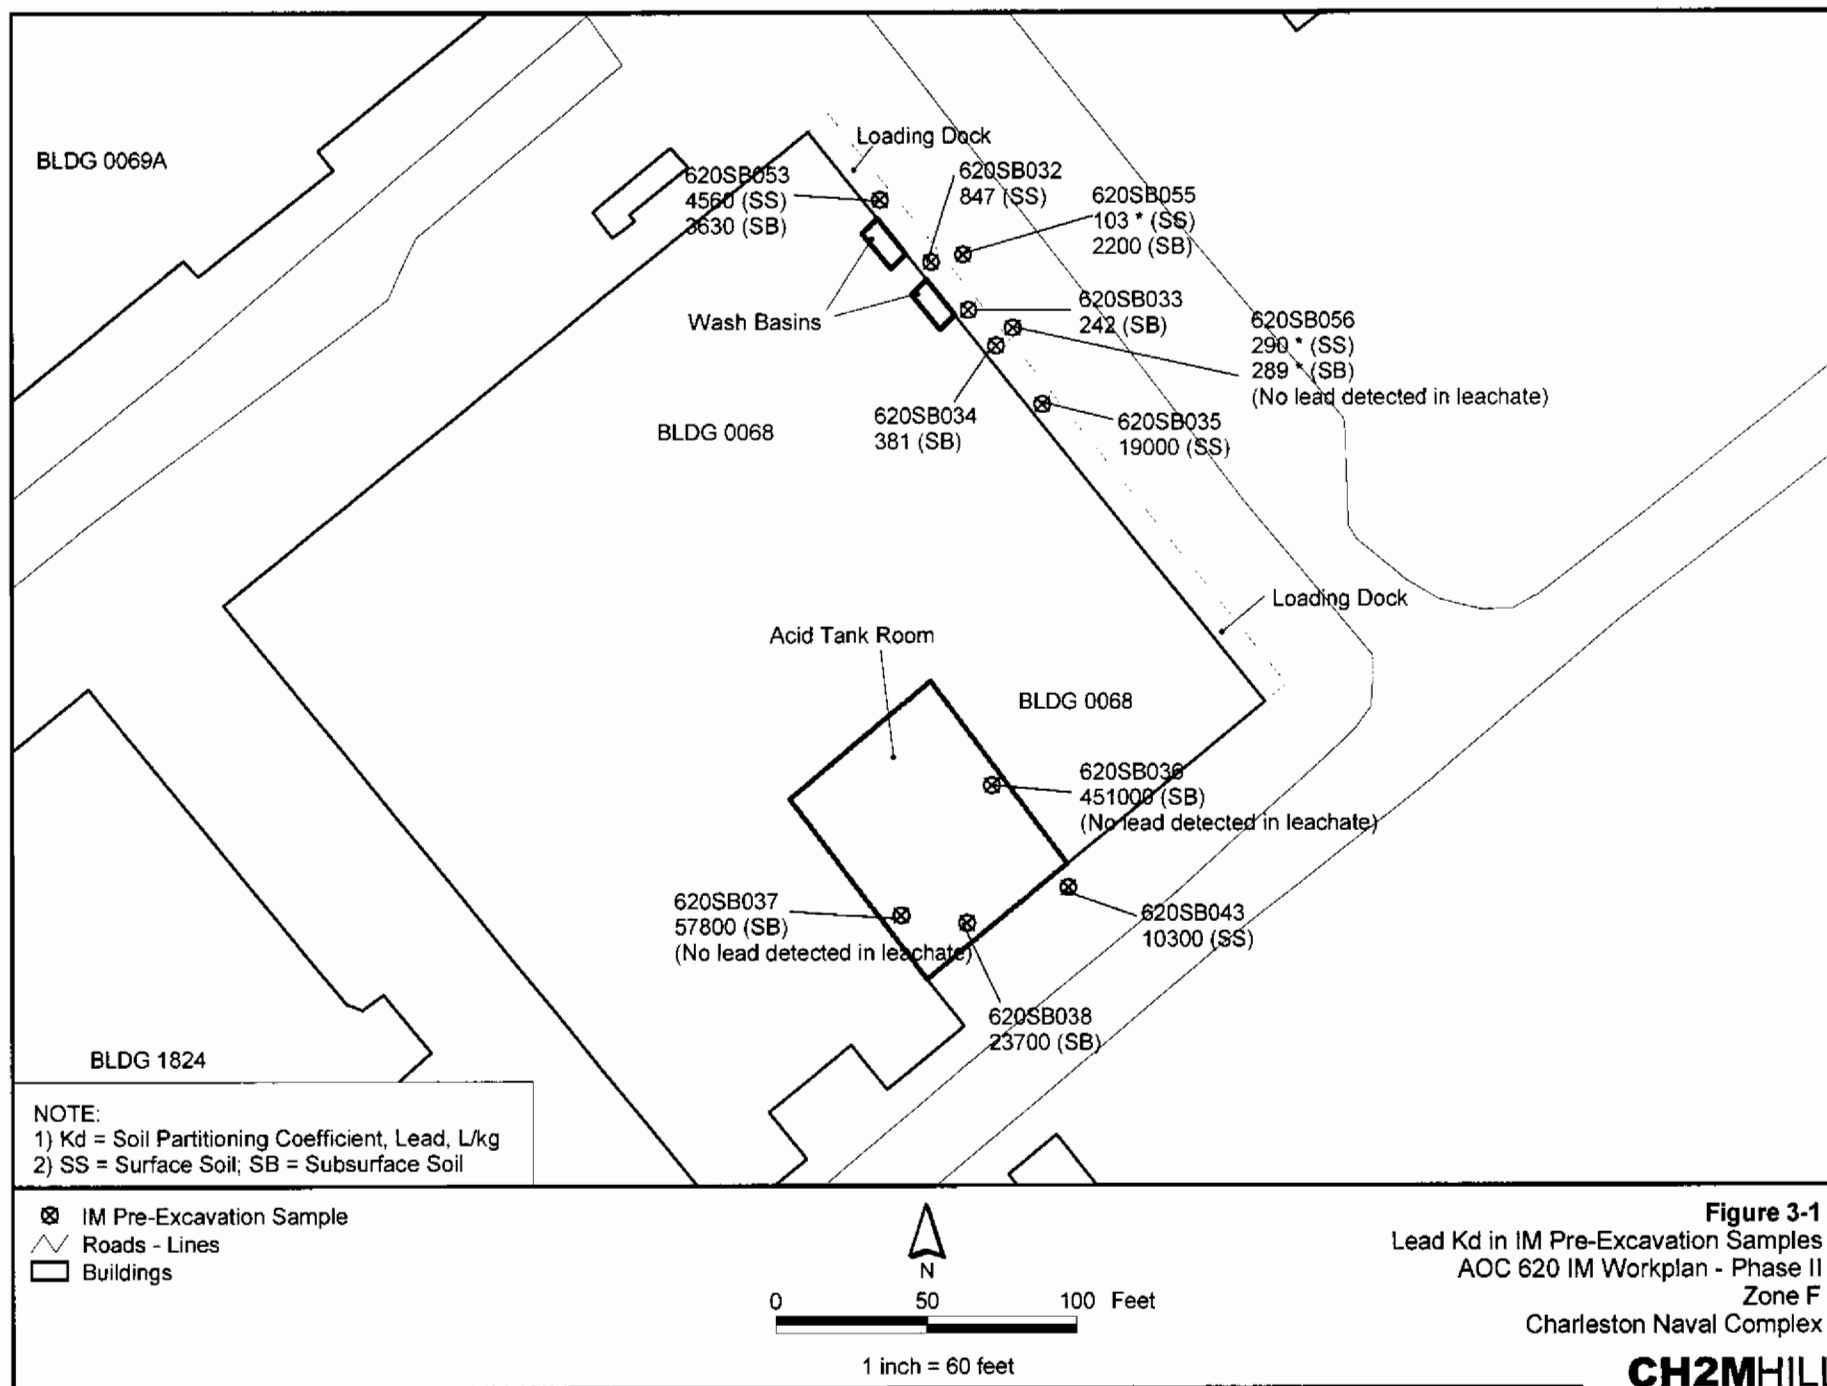 BLDG 0069A
Loading Dock
620SB053
4560 (SS)
3630 (SB)
620SB032
847 (SS)
620SB055
103 * (SS)
2200 (SB)
Wash Basins
620SB033
242 (SB)
620SB056
290 * (SS)
289 * (SB)
(No lead detected in leachate)
620SB034
381 (SB)
620SB035
19000 (SS)
BLDG 0068
Loading Dock
Acid Tank Room
BLDG 0068
620SB036
451000 (SB)
(No lead detected in leachate)
620SB037
57800 (SB)
(No lead detected in leachate)
620SB043
10300 (SS)
620SB038
23700 (SB)
BLDG 1824
NOTE:
1) Kd = Soil Partitioning Coefficient, Lead, L/kg
2) SS = Surface Soil; SB = Subsurface Soil
IM Pre-Excavation Sample
Roads - Lines
Buildings
N
0 50 100 Feet
1 inch = 60 feet
Figure 3-1
Lead Kd in IM Pre-Excavation Samples
AOC 620 IM Workplan - Phase II
Zone F
Charleston Naval Complex
CH2MHILL